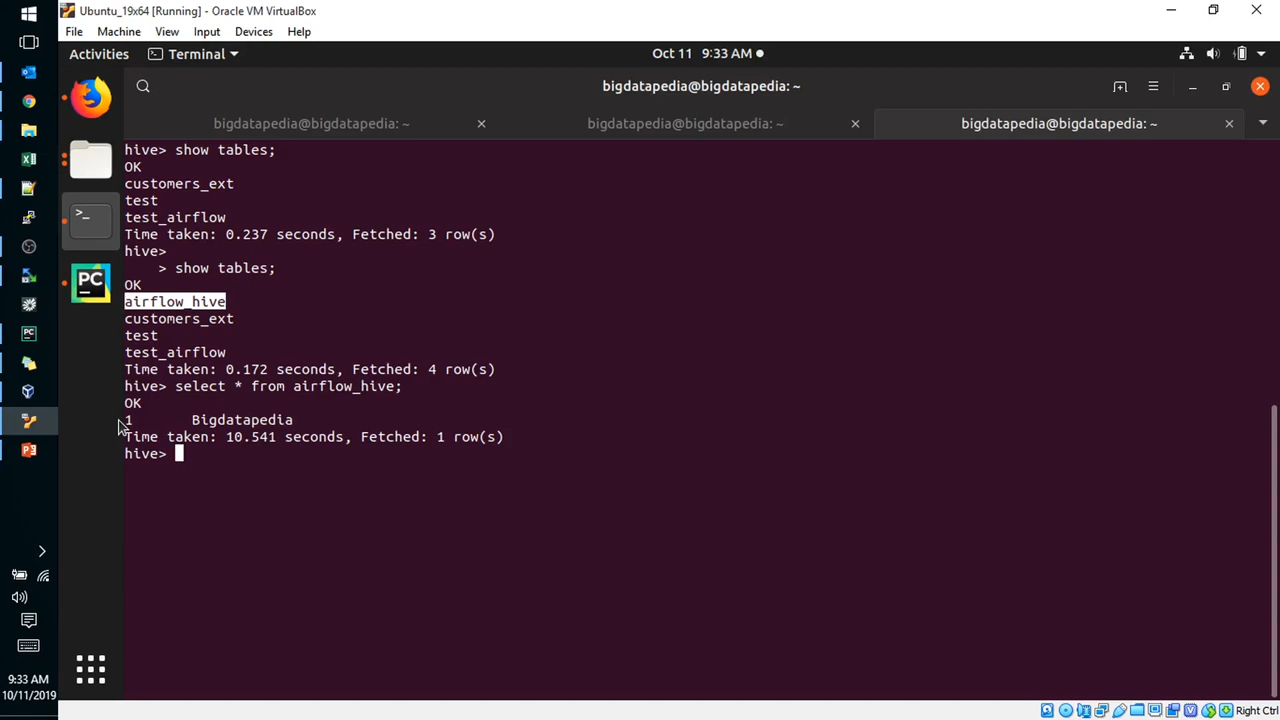 Ubuntu_19x64 [Running] - Oracle VM VirtualBox
File Machine View Input Devices Help
Activities Terminal Oct 11 9:33 AM
bigdatapedia@bigdatapedia: ~
bigdatapedia@bigdatapedia: ~ bigdatapedia@bigdatapedia: ~ bigdatapedia@bigdatapedia: ~
hive> show tables;
OK
customers_ext
test
test_airflow
Time taken: 0.237 seconds, Fetched: 3 row(s)
hive>
> show tables;
OK
airflow_hive
customers_ext
test
test_airflow
Time taken: 0.172 seconds, Fetched: 4 row(s)
hive> select * from airflow_hive;
OK
1 Bigdatapedia
Time taken: 10.541 seconds, Fetched: 1 row(s)
hive>
PC
9:33 AM
10/11/2019
Right Ctrl